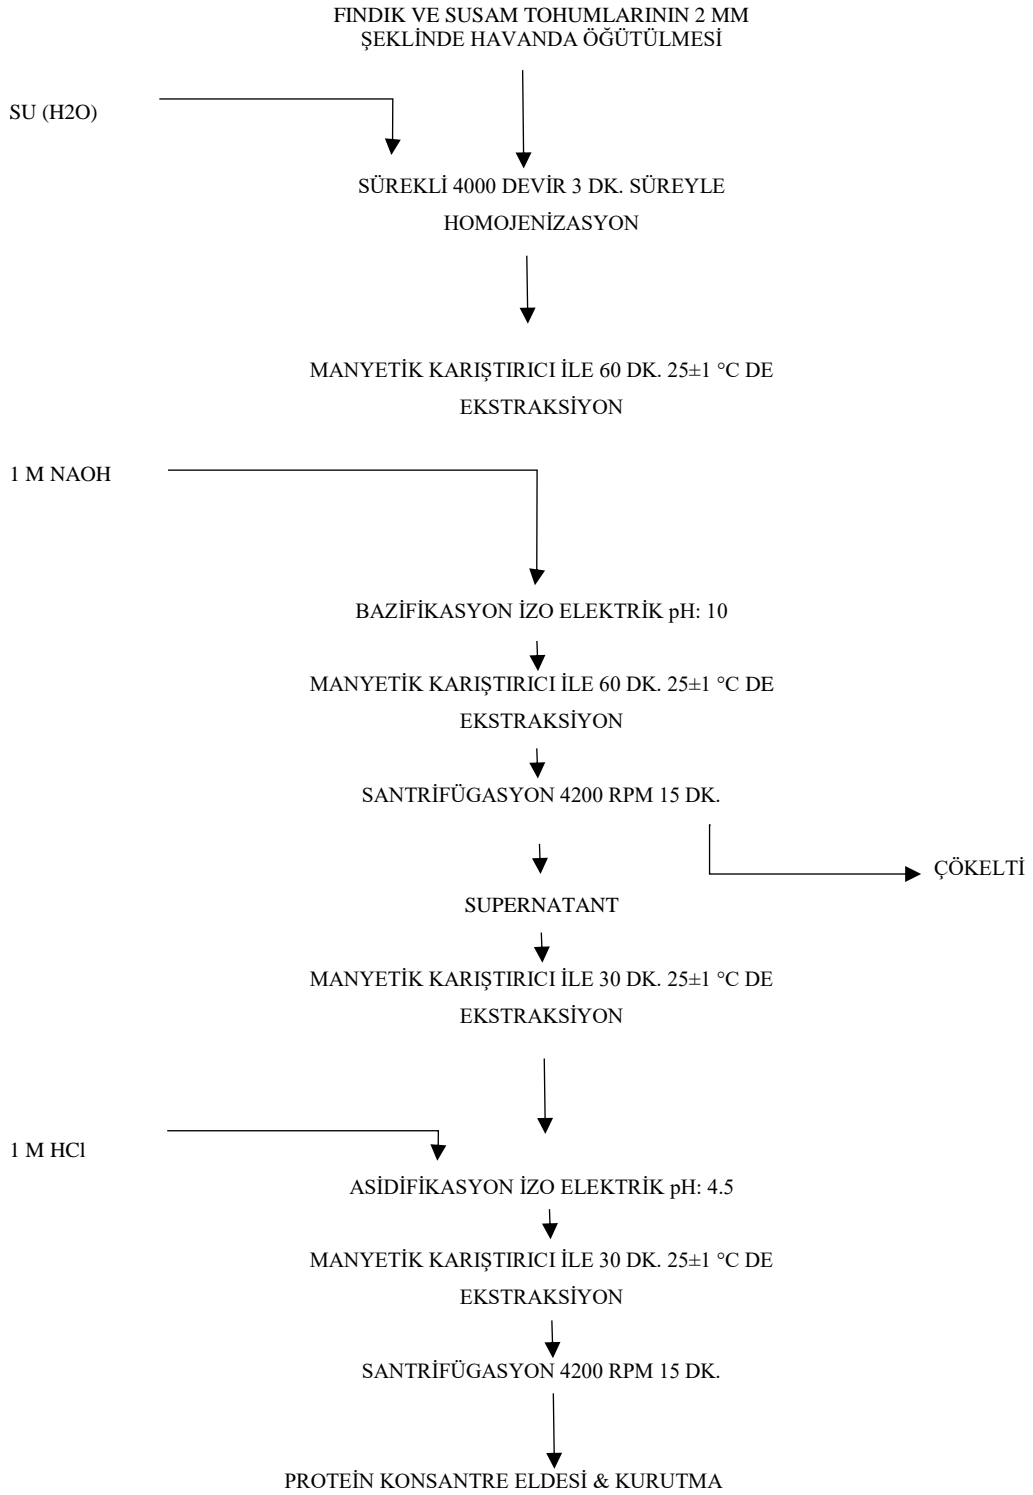 FINDIK VE SUSAM TOHUMLARININ 2 MM
ŞEKLİNDE HAVANDA ÖĞÜTÜLMESİ
SU (H2O)
SÜREKLİ 4000 DEVİR 3 DK. SÜREYLE
HOMOJENİZASYON
MANYETİK KARIŞTIRICI İLE 60 DK. 25±1 °C DE
EKSTRAKSİYON
1 M NAOH
BAZİFİKASYON İZO ELEKTRİK pH: 10
MANYETİK KARIŞTIRICI İLE 60 DK. 25±1 °C DE
EKSTRAKSİYON
SANTRİFÜGASYON 4200 RPM 15 DK.
ÇÖKELTİ
SUPERNATANT
MANYETİK KARIŞTIRICI İLE 30 DK. 25±1 °C DE
EKSTRAKSİYON
1 M HCl
ASİDİFİKASYON İZO ELEKTRİK pH: 4.5
MANYETİK KARIŞTIRICI İLE 30 DK. 25±1 °C DE
EKSTRAKSİYON
SANTRİFÜGASYON 4200 RPM 15 DK.
PROTEİN KONSANTRE ELDESİ & KURUTMA